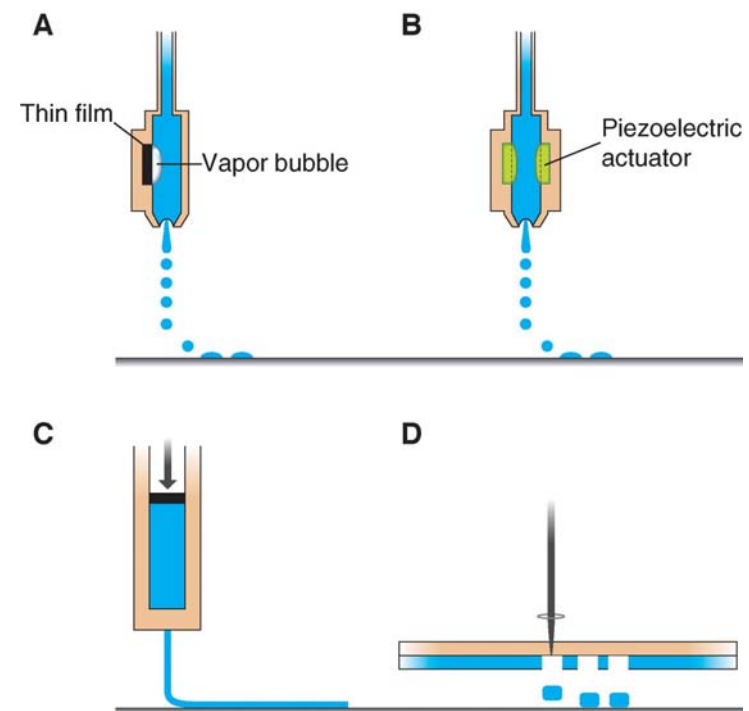 A
B
Thin film
Vapor bubble
Piezoelectric
actuator
C
D